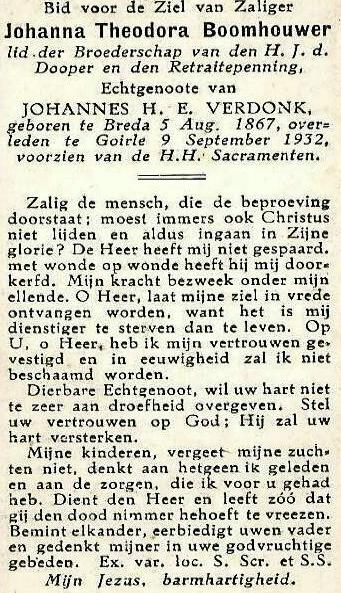 Bid voor de Ziel van Zaliger
Johanna Theodora Boomhouwer
lid der Broederschap van den H. J. d.
Dooper en den Retraitepenning,
Echtgenoote van
JOHANNES H. E. VERDONK,
geboren te Breda 5 Aug. 1867, over-
leden te Goirle 9 September 1932,
voorzien van de H.H. Sacramenten.
Zalig de mensch, die de beproeving
doorstaat; moest immers ook Christus
niet lijden en aldus ingaan in Zijne
glorie? De Heer heeft mij niet gespaard.
met wonde op wonde heeft hij mij door-
kerfd. Mijn kracht bezweek onder mijn
ellende. O Heer, laat mijne ziel in vrede
ontvangen worden, want het is mij
dienstiger te sterven dan te leven. Op
U, o Heer, heb ik mijn vertrouwen ge-
vestigd en in eeuwigheid zal ik niet
beschaamd worden.
Dierbare Echtgenoot, wil uw hart niet
te zeer aan droefheid overgeven. Stel
uw vertrouwen op God; Hij zal uw
hart versterken.
Mijne kinderen, vergeet mijne zuch-
ten niet, denkt aan hetgeen ik geleden
en aan de zorgen, die ik voor u gehad
heb. Dient den Heer en leeft zóó dat
gij den dood nimmer behoeft te vreezen.
Bemint elkander, eerbiedigt uwen vader
en gedenkt mijner in uwe godvruchtige
gebeden. Ex. var. loc. S. Scr. et S.S.
Mijn Jezus, barmhartigheid.